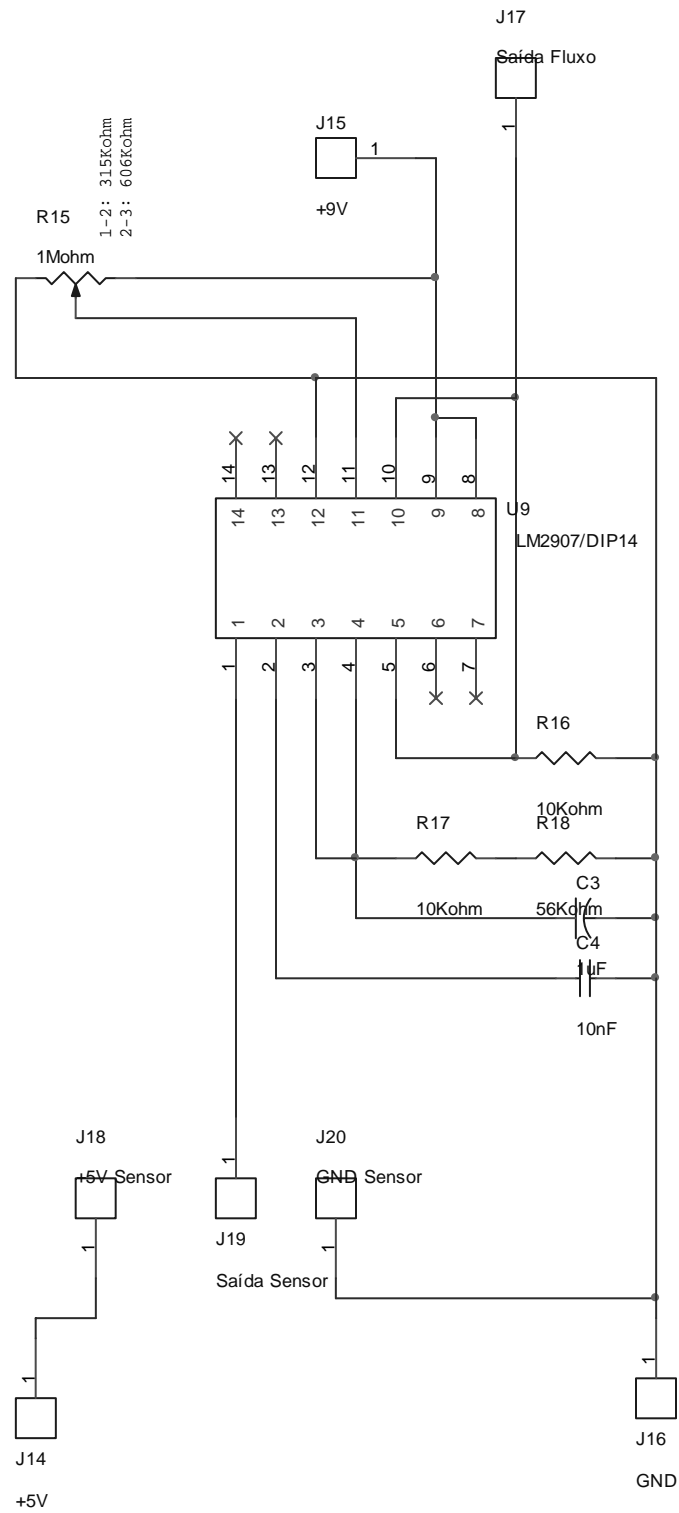 J17
Saída Fluxo
1
J15
1
+9V
1-2: 315Kohm
2-3: 606Kohm
R15
1Mohm
14
13
12
11
10
9
8
14
13
12
11
10
9
8
U9
LM2907/DIP14
1
2
3
4
5
6
7
1
2
3
4
5
6
7
R16
10Kohm
R17
R18
10Kohm
56Kohm
C3
1uF
C4
10nF
J18
+5V Sensor
1
1
J19
Saída Sensor
J20
GND Sensor
1
1
J14
+5V
1
J16
GND